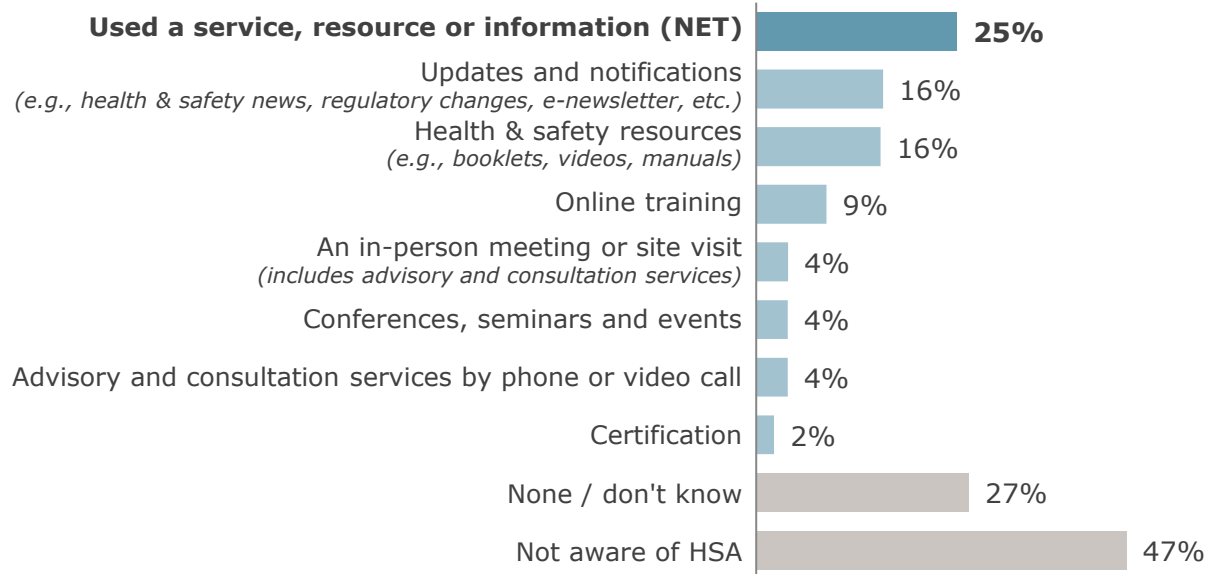 Used a service, resource or information (NET) 25%
Updates and notifications
(e.g., health & safety news, regulatory changes, e-newsletter, etc.) 16%
Health & safety resources
(e.g., booklets, videos, manuals) 16%
Online training 9%
An in-person meeting or site visit
(includes advisory and consultation services) 4%
Conferences, seminars and events 4%
Advisory and consultation services by phone or video call 4%
Certification 2%
None / don't know 27%
Not aware of HSA 47%